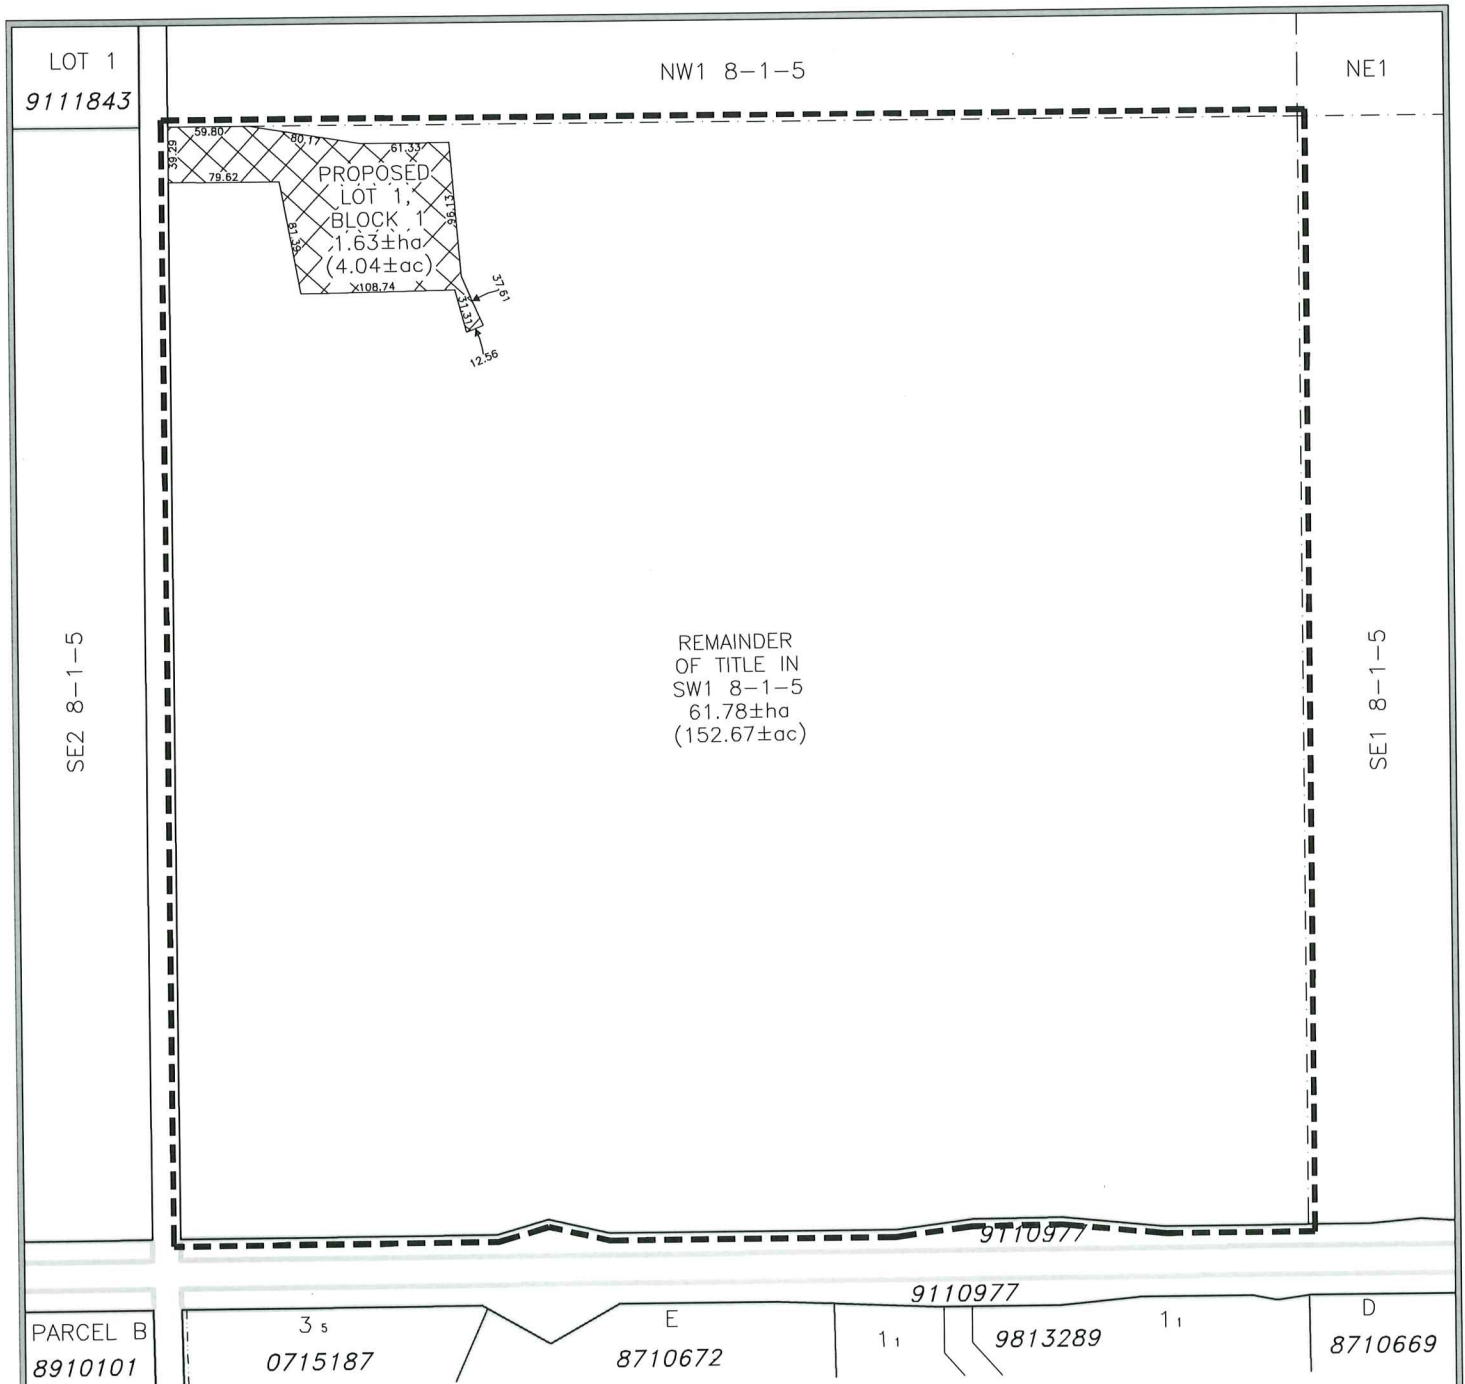 LOT 1
9111843
NW1 8-1-5
NE1
59.80
80.17
61.33
39.29
79.62
PROPOSED
LOT 1,
BLOCK 1
1.63±ha
(4.04±ac)
96.13
81.39
108.74
37.61
31.31
12.56
SE2 8-1-5
REMAINDER
OF TITLE IN
SW1 8-1-5
61.78±ha
(152.67±ac)
SE1 8-1-5
9110977
9110977
PARCEL B
8910101
3 5
0715187
E
8710672
1 1
9813289
1 1
D
8710669